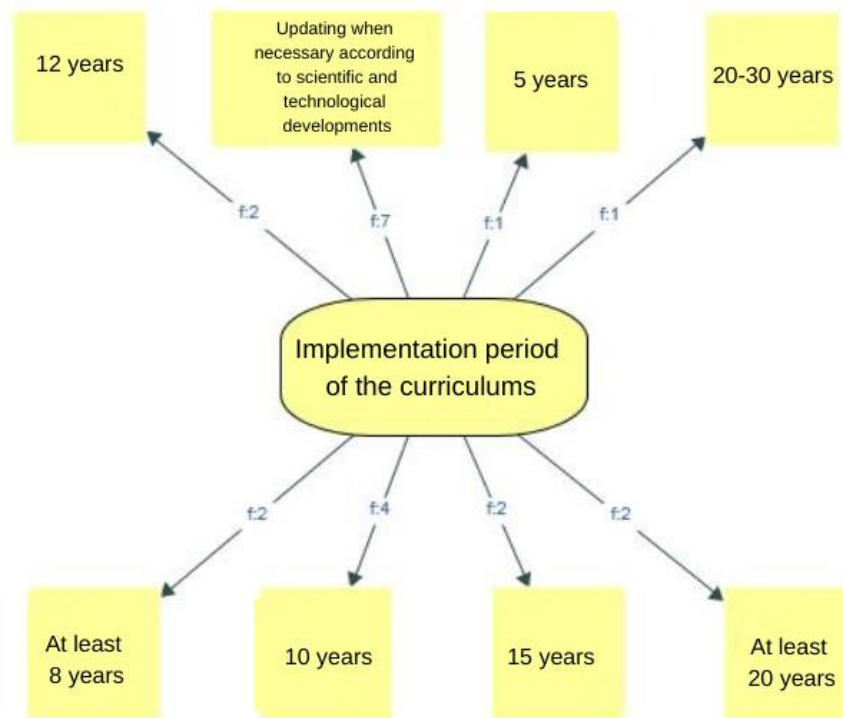 12 years
Updating when
necessary according
to scientific and
technological
developments
5 years
20-30 years
f:2
f:7
f:1
f:1
Implementation period
of the curriculums
f:2
f:4
f:2
f:2
At least
8 years
10 years
15 years
At least
20 years